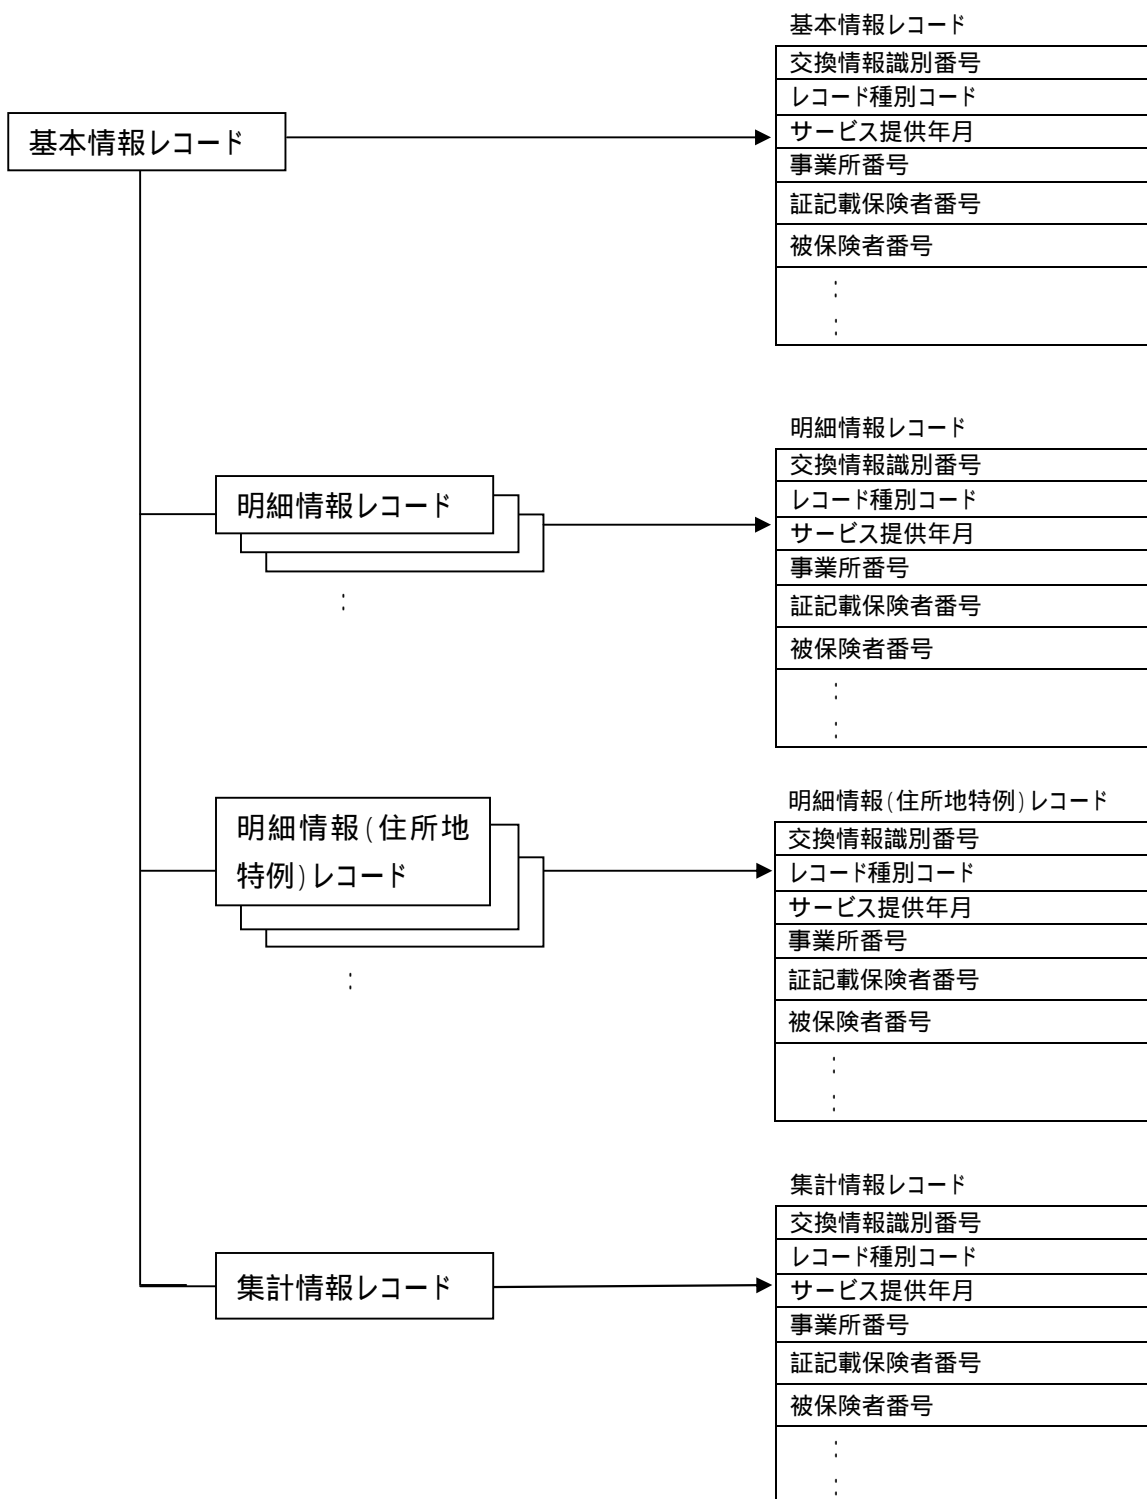 基本情報レコード
交換情報識別番号
レコード種別コード
サービス提供年月
事業所番号
証記載保険者番号
被保険者番号
:
:
基本情報レコード
明細情報レコード
交換情報識別番号
レコード種別コード
サービス提供年月
事業所番号
証記載保険者番号
被保険者番号
:
:
明細情報レコード
:
明細情報(住所地特例)レコード
交換情報識別番号
レコード種別コード
サービス提供年月
事業所番号
証記載保険者番号
被保険者番号
:
:
明細情報(住所地
特例)レコード
:
集計情報レコード
交換情報識別番号
レコード種別コード
サービス提供年月
事業所番号
証記載保険者番号
被保険者番号
:
:
集計情報レコード